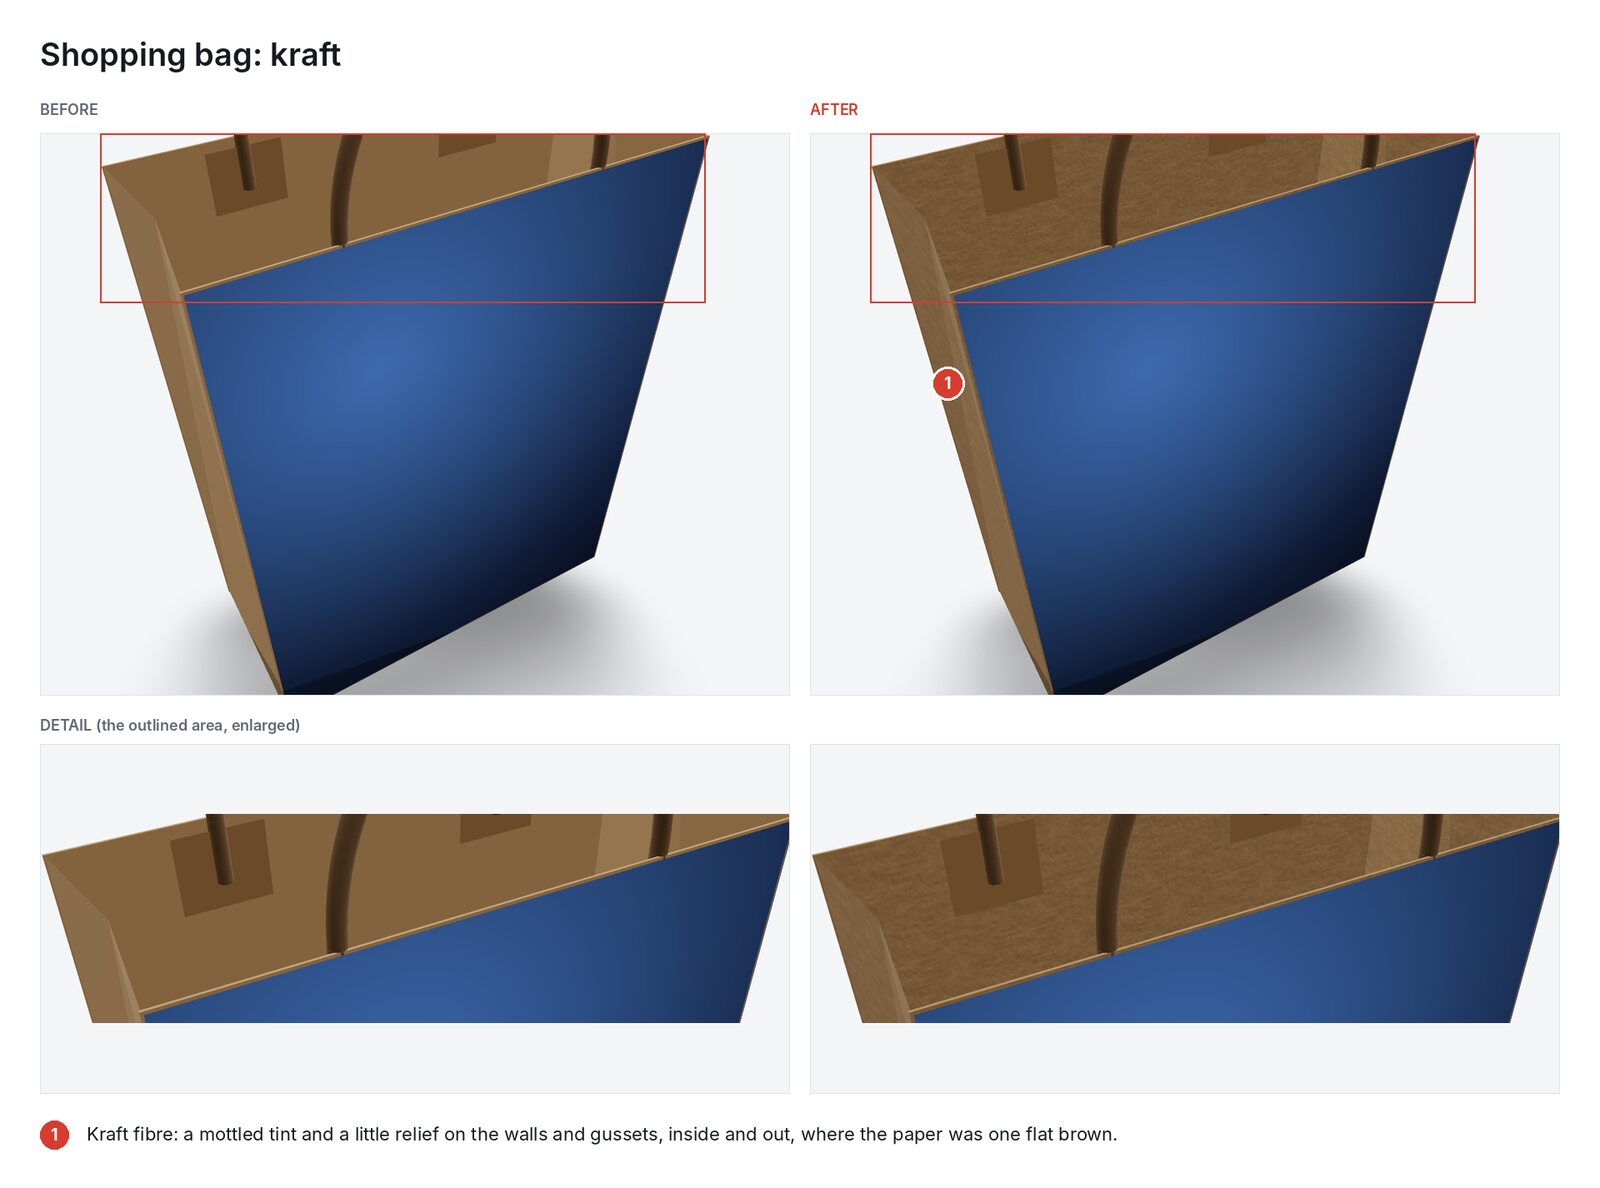 Shopping bag: kraft
BEFORE
AFTER
1
DETAIL (the outlined area, enlarged)
1 Kraft fibre: a mottled tint and a little relief on the walls and gussets, inside and out, where the paper was one flat brown.